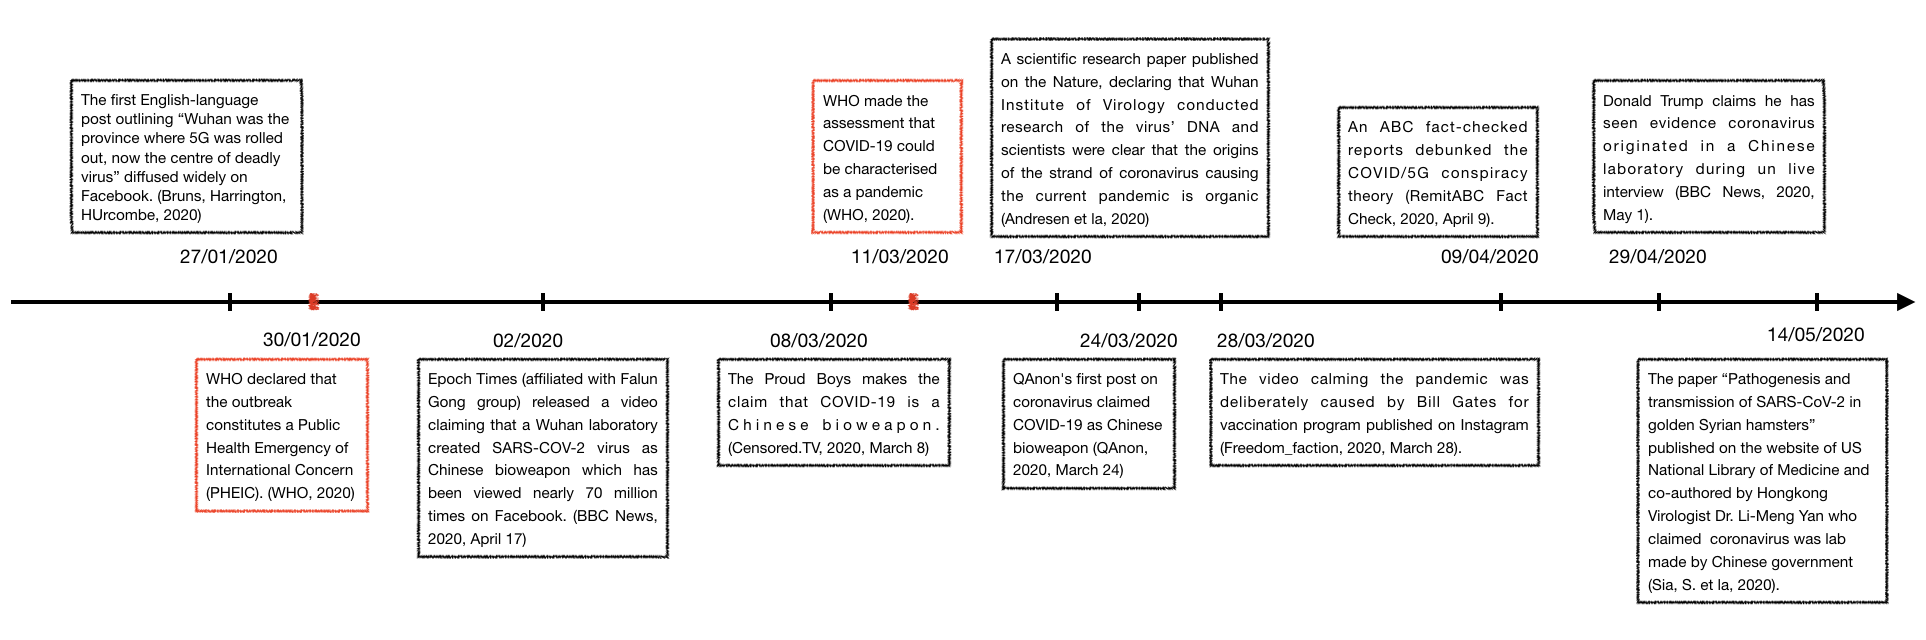 The first English-language
post outlining “Wuhan was the
province where 5G was rolled
out, now the centre of deadly
virus” diffused widely on
Facebook. (Bruns, Harrington,
HUrcombe, 2020)
27/01/2020
WHO made the
assessment that
COVID-19 could
be characterised
as a pandemic
(WHO, 2020).
11/03/2020
A scientific research paper published
on the Nature, declaring that Wuhan
Institute of Virology conducted
research of the virus’ DNA and
scientists were clear that the origins
of the strand of coronavirus causing
the current pandemic is organic
(Andresen et la, 2020)
17/03/2020
An ABC fact-checked
reports debunked the
COVID/5G conspiracy
theory (RemitABC Fact
Check, 2020, April 9).
09/04/2020
Donald Trump claims he has
seen evidence coronavirus
originated in a Chinese
laboratory during un live
interview (BBC News, 2020,
May 1).
29/04/2020
30/01/2020
WHO declared that
the outbreak
constitutes a Public
Health Emergency of
International Concern
(PHEIC). (WHO, 2020)
02/2020
Epoch Times (affiliated with Falun
Gong group) released a video
claiming that a Wuhan laboratory
created SARS-COV-2 virus as
Chinese bioweapon which has
been viewed nearly 70 million
times on Facebook. (BBC News,
2020, April 17)
08/03/2020
The Proud Boys makes the
claim that COVID-19 is a
Chinese bioweapon.
(Censored.TV, 2020, March 8)
24/03/2020
QAnon's first post on
coronavirus claimed
COVID-19 as Chinese
bioweapon (QAnon,
2020, March 24)
28/03/2020
The video calming the pandemic was
deliberately caused by Bill Gates for
vaccination program published on Instagram
(Freedom_faction, 2020, March 28).
14/05/2020
The paper “Pathogenesis and
transmission of SARS-CoV-2 in
golden Syrian hamsters”
published on the website of US
National Library of Medicine and
co-authored by Hongkong
Virologist Dr. Li-Meng Yan who
claimed coronavirus was lab
made by Chinese government
(Sia, S. et la, 2020).